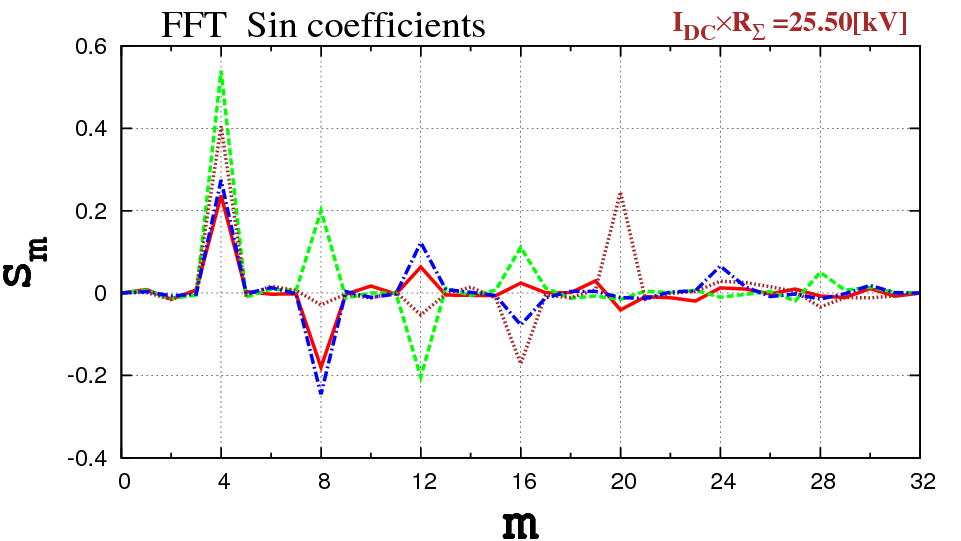 FFT Sin coefficients
I_DC×R_Σ =25.50[kV]
0.6
0.4
0.2
0
-0.2
-0.4
S_m
0 4 8 12 16 20 24 28 32
m